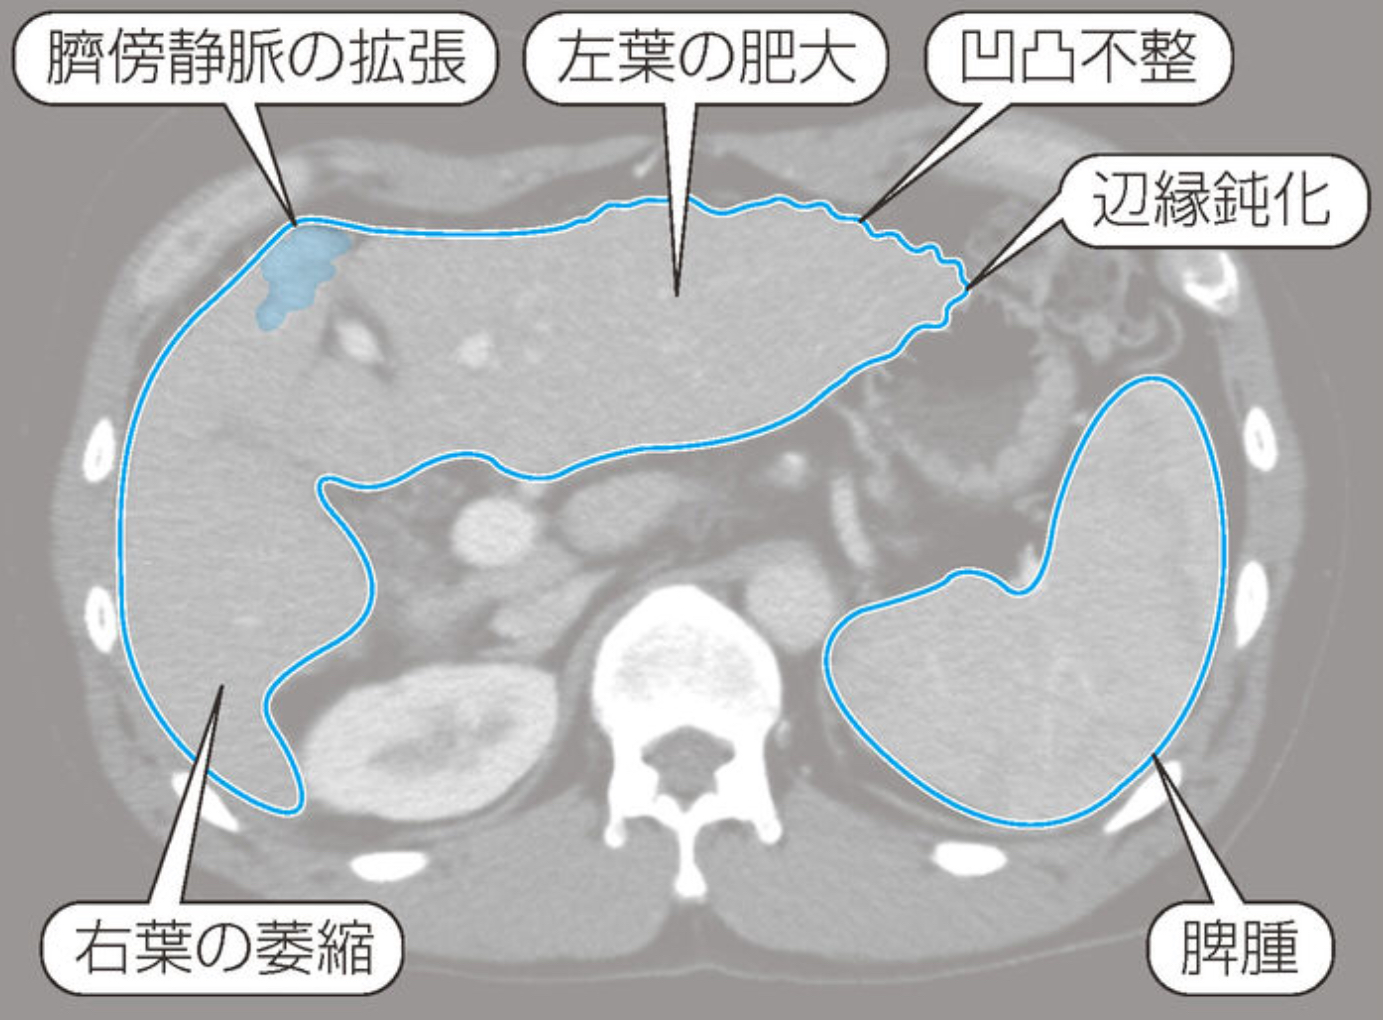 臍傍静脈の拡張
左葉の肥大
凹凸不整
辺縁鈍化
右葉の萎縮
脾腫